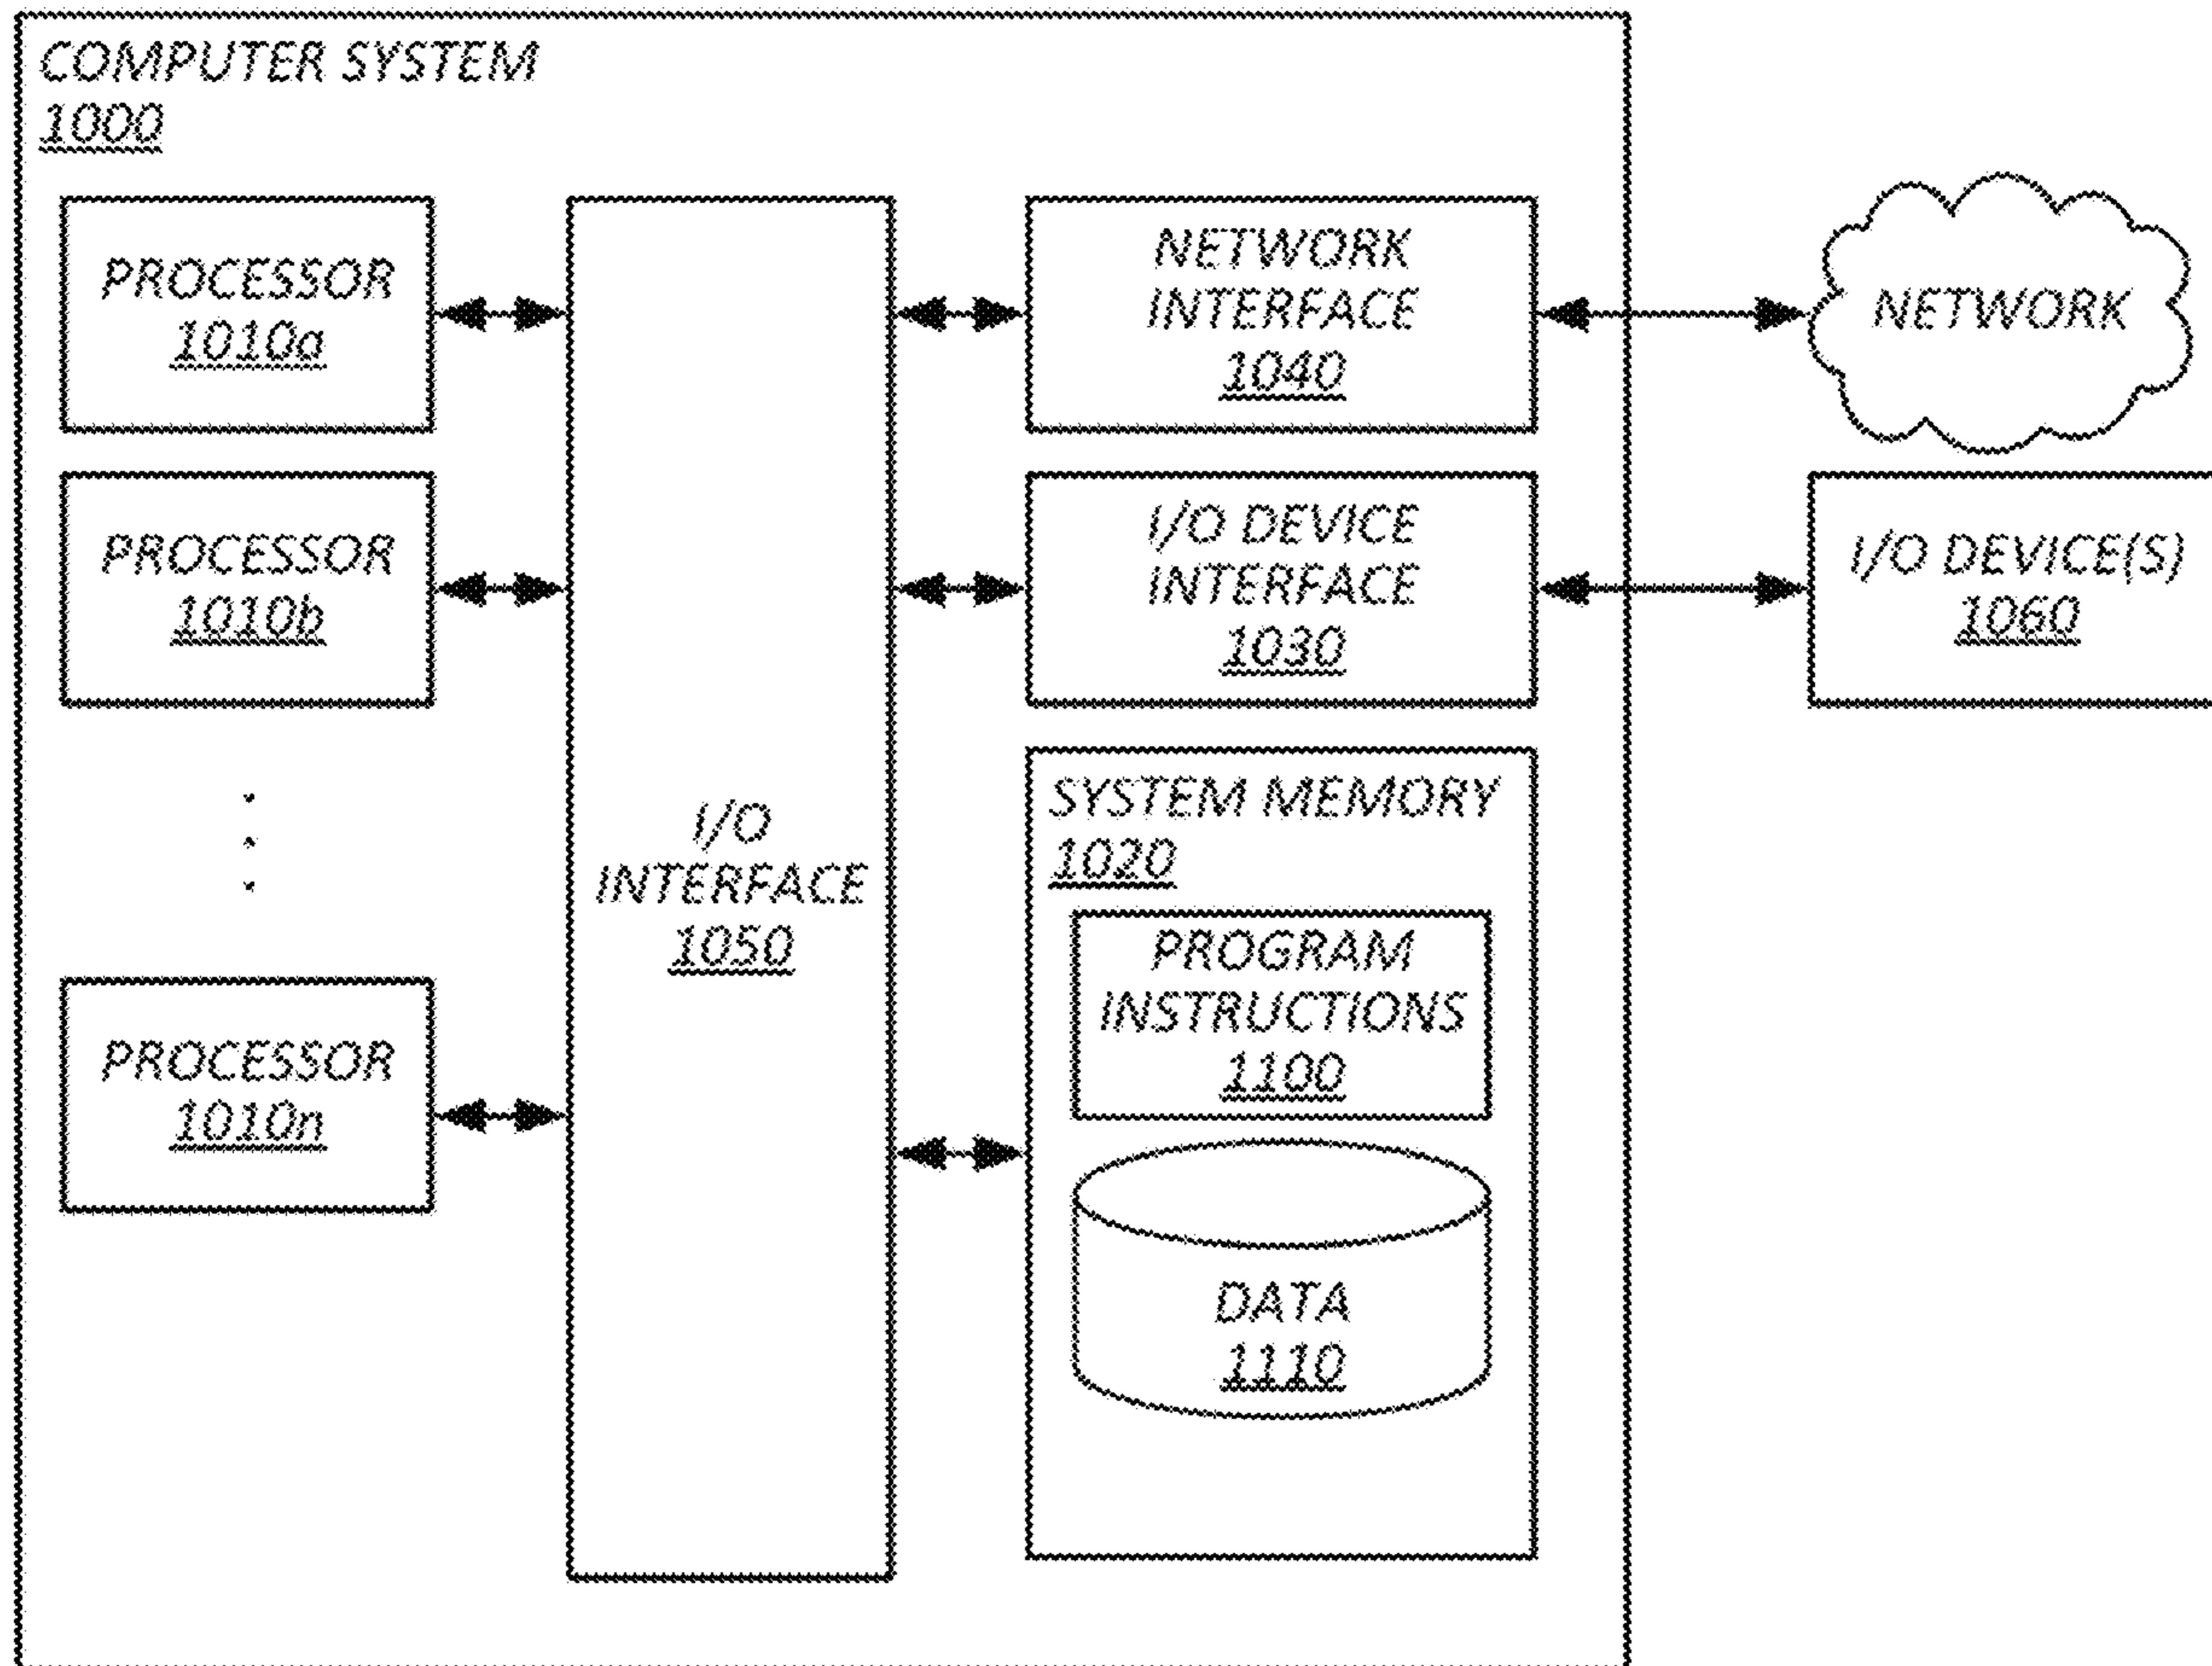 COMPUTER SYSTEM
1000
PROCESSOR
1010a
PROCESSOR
1010b
PROCESSOR
1010n
I/O
INTERFACE
1050
NETWORK
INTERFACE
1040
I/O DEVICE
INTERFACE
1030
SYSTEM MEMORY
1020
PROGRAM
INSTRUCTIONS
1100
DATA
1110
NETWORK
I/O DEVICE(S)
1060